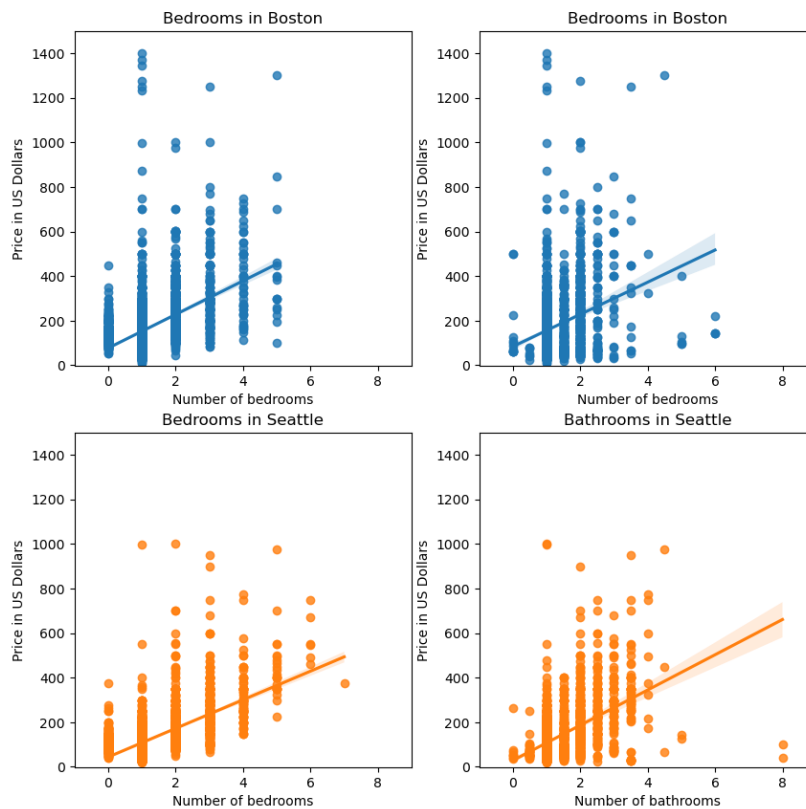 Bedrooms in Boston
Price in US Dollars
1400
1200
1000
800
600
400
200
0
0 2 4 6 8
Number of bedrooms
Bedrooms in Boston
Price in US Dollars
1400
1200
1000
800
600
400
200
0
0 2 4 6 8
Number of bedrooms
Bedrooms in Seattle
Price in US Dollars
1400
1200
1000
800
600
400
200
0
0 2 4 6 8
Number of bedrooms
Bathrooms in Seattle
Price in US Dollars
1400
1200
1000
800
600
400
200
0
0 2 4 6 8
Number of bathrooms